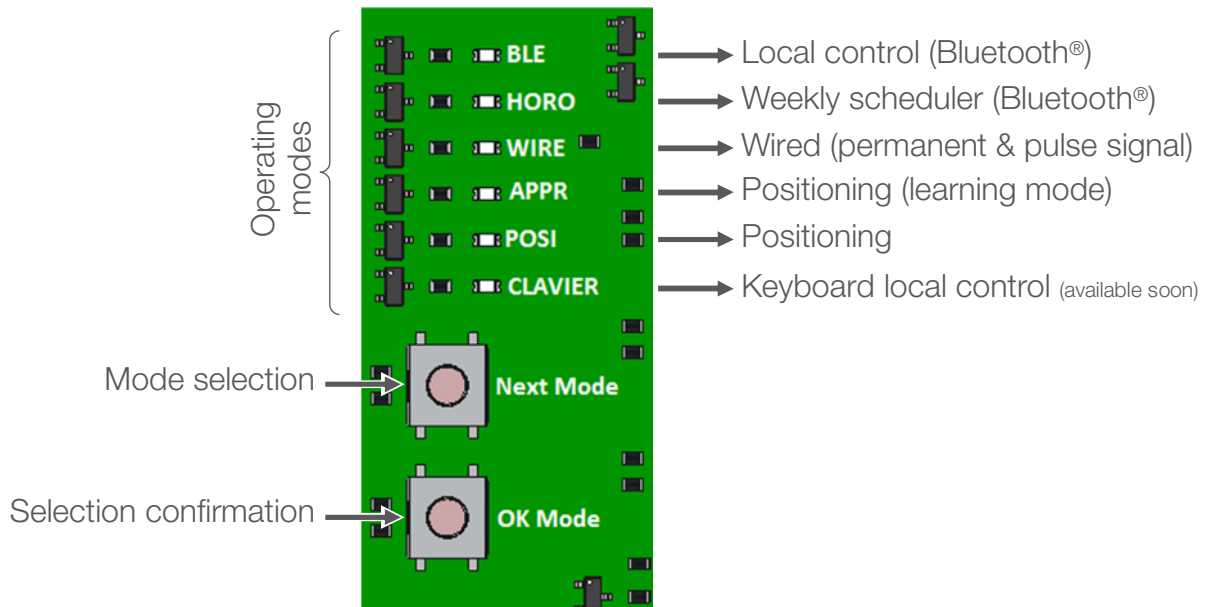 Operating
modes
BLE
Local control (Bluetooth®)
HORO
Weekly scheduler (Bluetooth®)
WIRE
Wired (permanent & pulse signal)
APPR
Positioning (learning mode)
POSI
Positioning
CLAVIER
Keyboard local control (available soon)
Mode selection
Next Mode
Selection confirmation
OK Mode